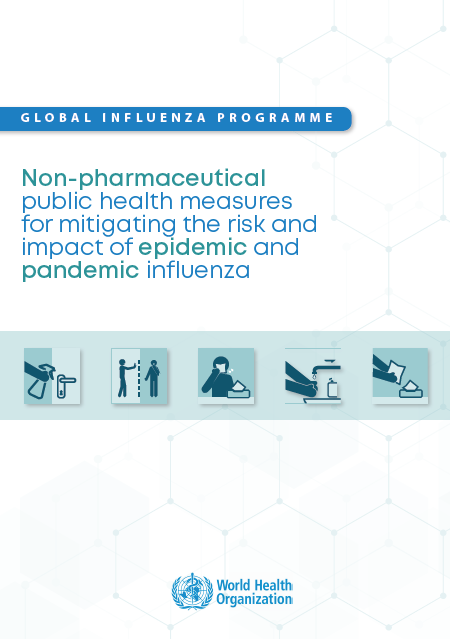 GLOBAL INFLUENZA PROGRAMME
Non-pharmaceutical
public health measures
for mitigating the risk and
impact of epidemic and
pandemic influenza
World Health
Organization